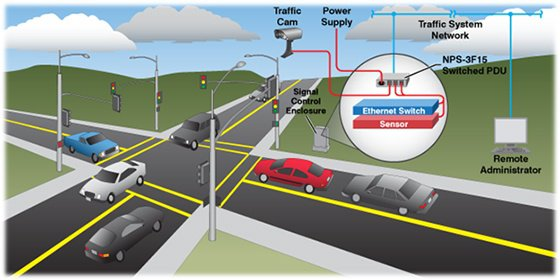 Traffic
Cam
Power
Supply
Traffic System
Network
NPS-3F15
Switched PDU
Signal
Control
Enclosure
Ethernet Switch
Sensor
Remote
Administrator